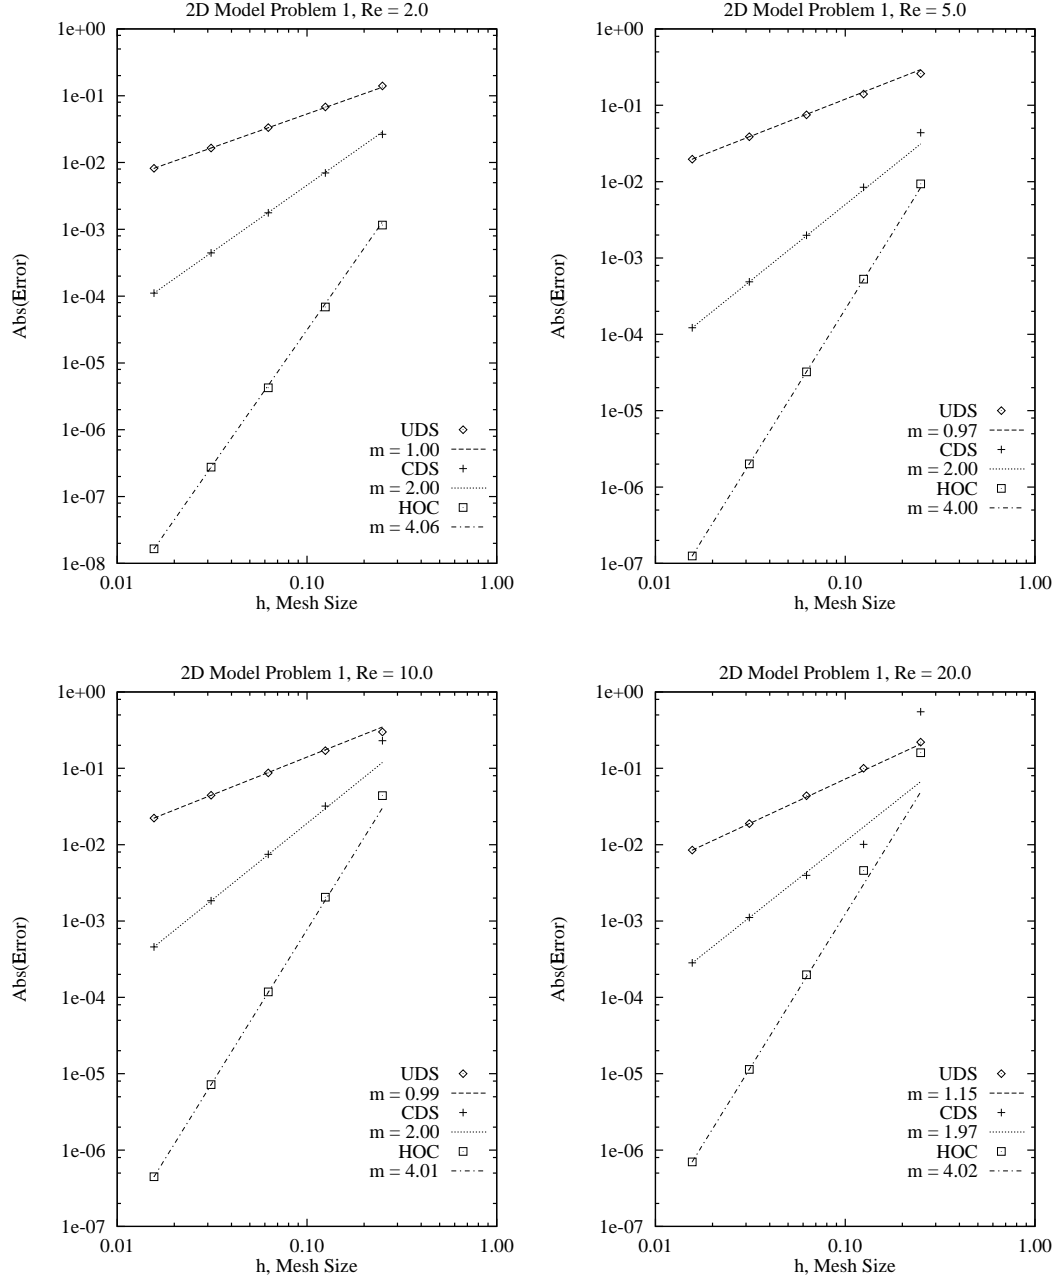 2D Model Problem 1, Re = 2.0
1e+00
1e-01
1e-02
1e-03
1e-04
1e-05
1e-06
1e-07
1e-08
Abs(Error)
UDS
m = 1.00
CDS
m = 2.00
HOC
m = 4.06
0.01
0.10
1.00
h, Mesh Size
2D Model Problem 1, Re = 5.0
1e+00
1e-01
1e-02
1e-03
1e-04
1e-05
1e-06
1e-07
Abs(Error)
UDS
m = 0.97
CDS
m = 2.00
HOC
m = 4.00
0.01
0.10
1.00
h, Mesh Size
2D Model Problem 1, Re = 10.0
1e+00
1e-01
1e-02
1e-03
1e-04
1e-05
1e-06
1e-07
Abs(Error)
UDS
m = 0.99
CDS
m = 2.00
HOC
m = 4.01
0.01
0.10
1.00
h, Mesh Size
2D Model Problem 1, Re = 20.0
1e+00
1e-01
1e-02
1e-03
1e-04
1e-05
1e-06
1e-07
Abs(Error)
UDS
m = 1.15
CDS
m = 1.97
HOC
m = 4.02
0.01
0.10
1.00
h, Mesh Size